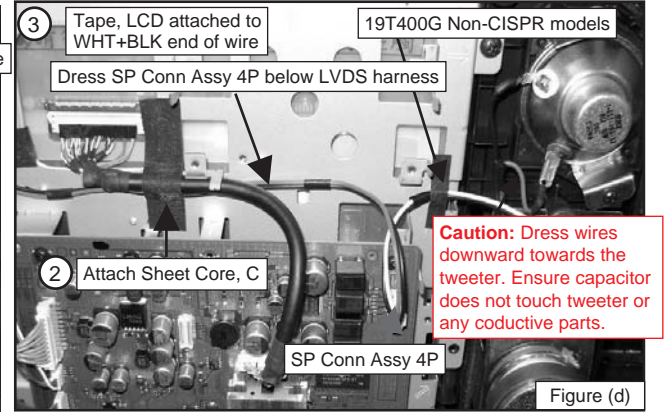 3
Tape, LCD attached to
WHT+BLK end of wire
19T400G Non-CISPR models
e
Dress SP Conn Assy 4P below LVDS harness
Caution: Dress wires
downward towards the
tweeter. Ensure capacitor
does not touch tweeter or
any coductive parts.
2
Attach Sheet Core, C
SP Conn Assy 4P
Figure (d)